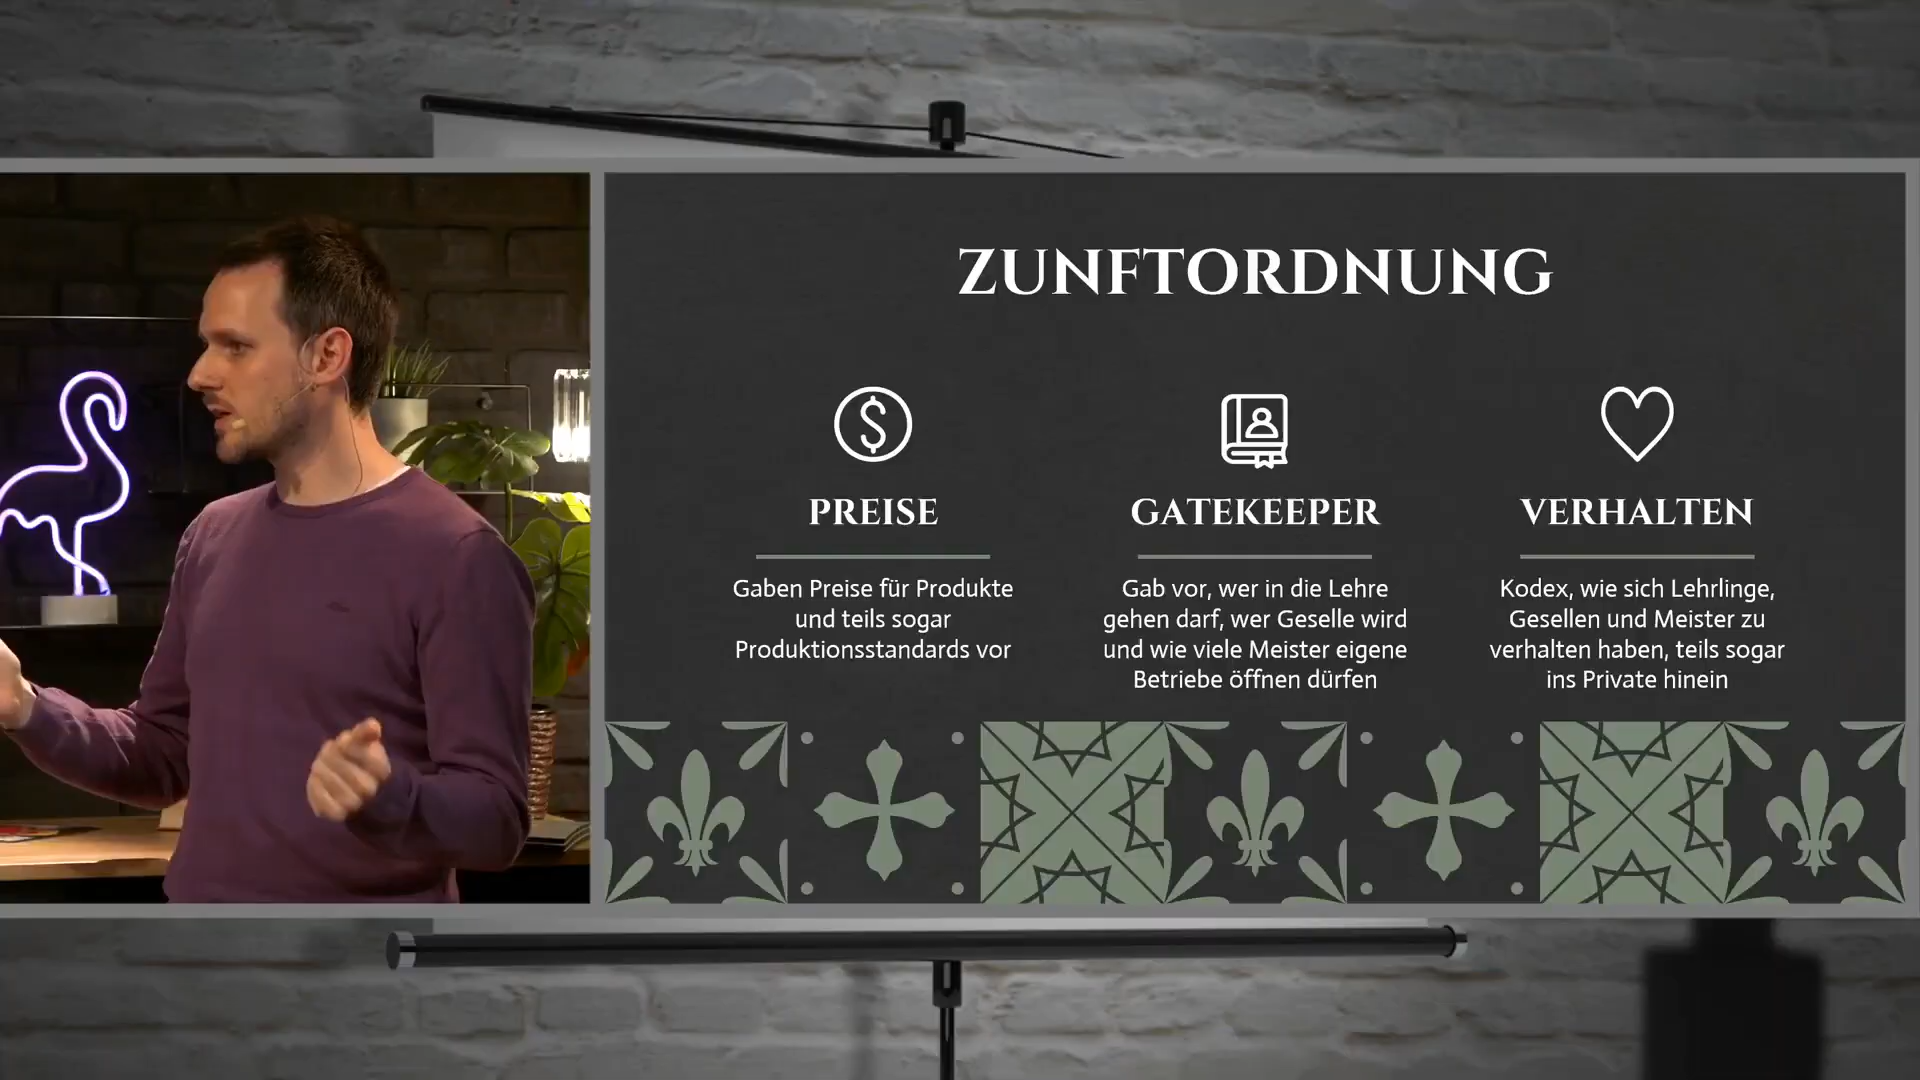 ZUNFTORDNUNG
PREISE
Gaben Preise für Produkte
und teils sogar
Produktionsstandards vor
GATEKEEPER
Gab vor, wer in die Lehre
gehen darf, wer Geselle wird
und wie viele Meister eigene
Betriebe öffnen dürfen
VERHALTEN
Kodex, wie sich Lehrlinge,
Gesellen und Meister zu
verhalten haben, teils sogar
ins Private hinein